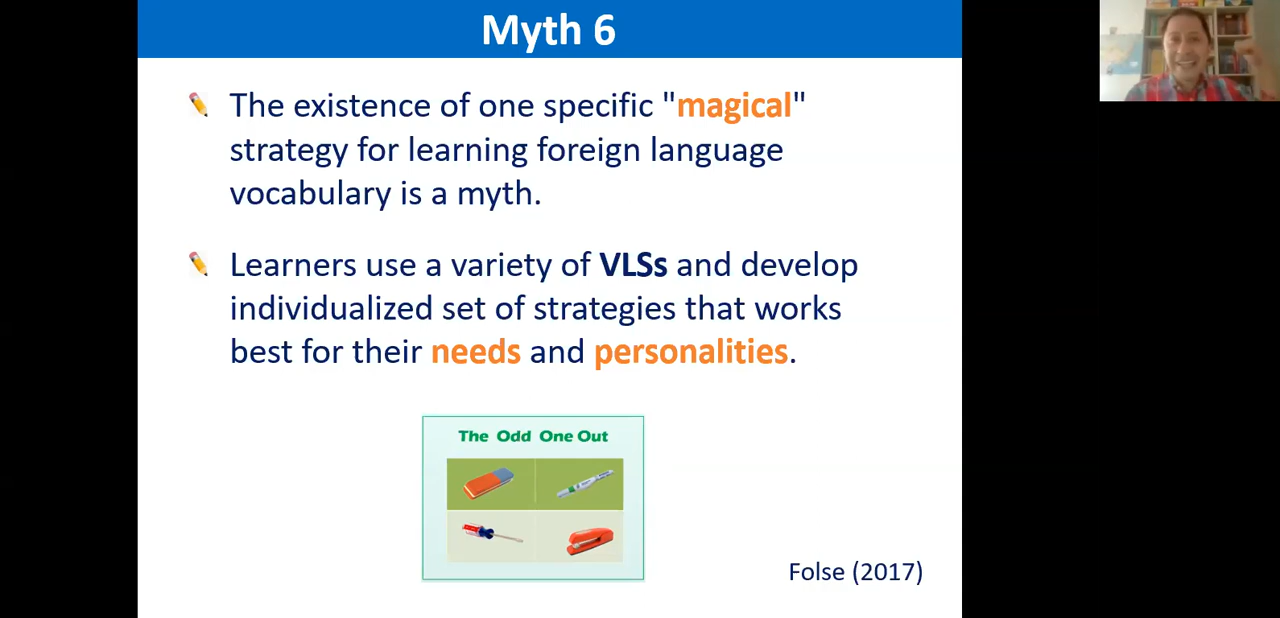 Myth 6
The existence of one specific "magical"
strategy for learning foreign language
vocabulary is a myth.
Learners use a variety of VLSs and develop
individualized set of strategies that works
best for their needs and personalities.
The Odd One Out
Folse (2017)